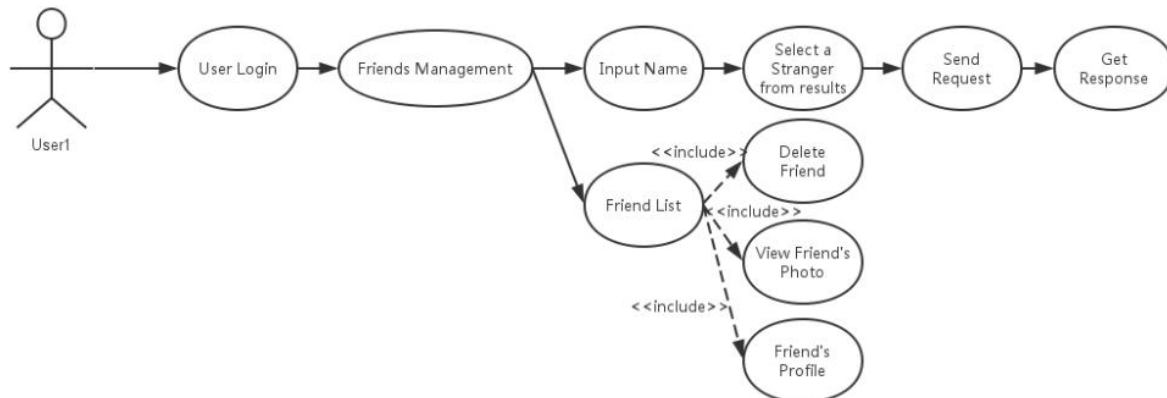 User1
User Login
Friends Management
Input Name
Select a
Stranger
from results
Send
Request
Get
Response
Friend List
<<include>>
Delete
Friend
<<include>>
View Friend's
Photo
<<include>>
Friend's
Profile